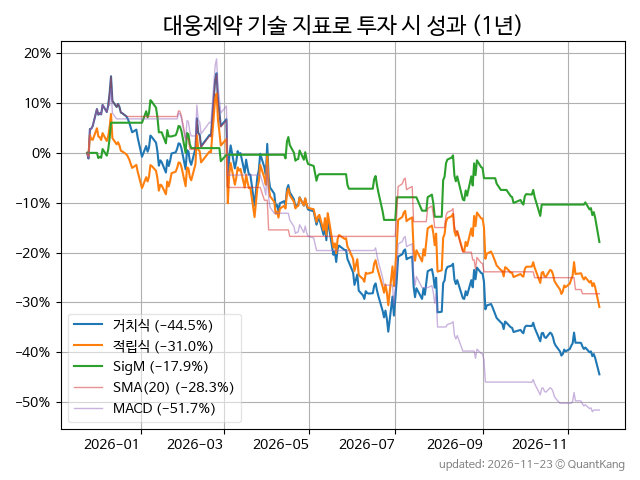 대웅제약 기술 지표로 투자 시 성과 (1년)
20%
10%
0%
−10%
−20%
−30%
−40%
−50%
거치식 (−44.5%)
적립식 (−31.0%)
SigM (−17.9%)
SMA(20) (−28.3%)
MACD (−51.7%)
2026−01 2026−03 2026−05 2026−07 2026−09 2026−11
updated: 2026−11−23 © QuantKang